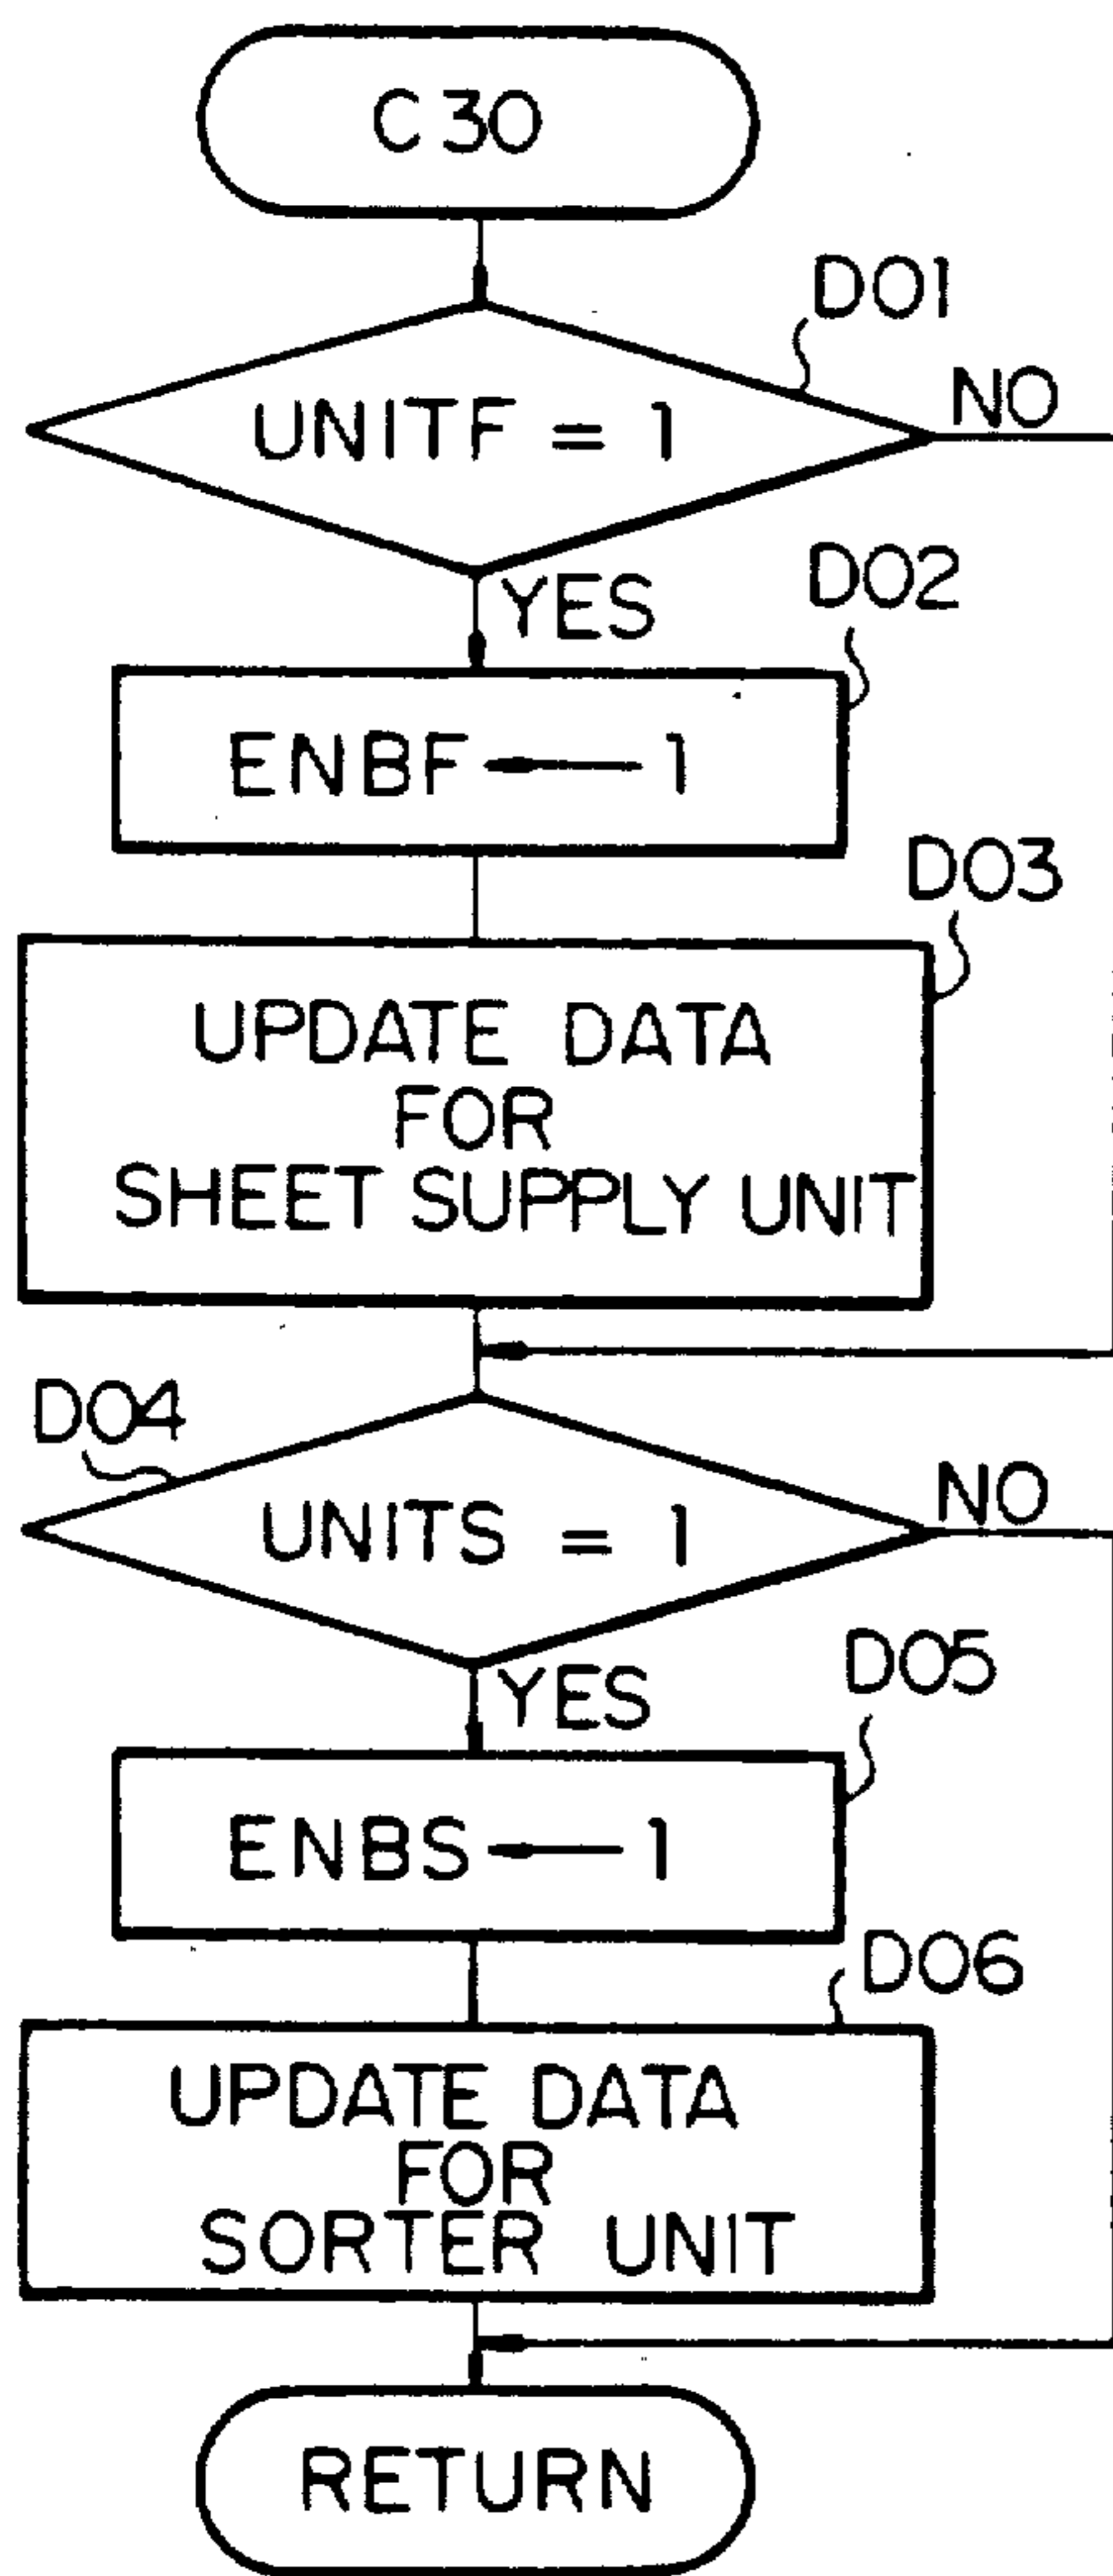 C30
D01
UNITF = 1
NO
YES
D02
ENBF ← 1
D03
UPDATE DATA
FOR
SHEET SUPPLY UNIT
D04
UNITS = 1
NO
YES
D05
ENBS ← 1
D06
UPDATE DATA
FOR
SORTER UNIT
RETURN